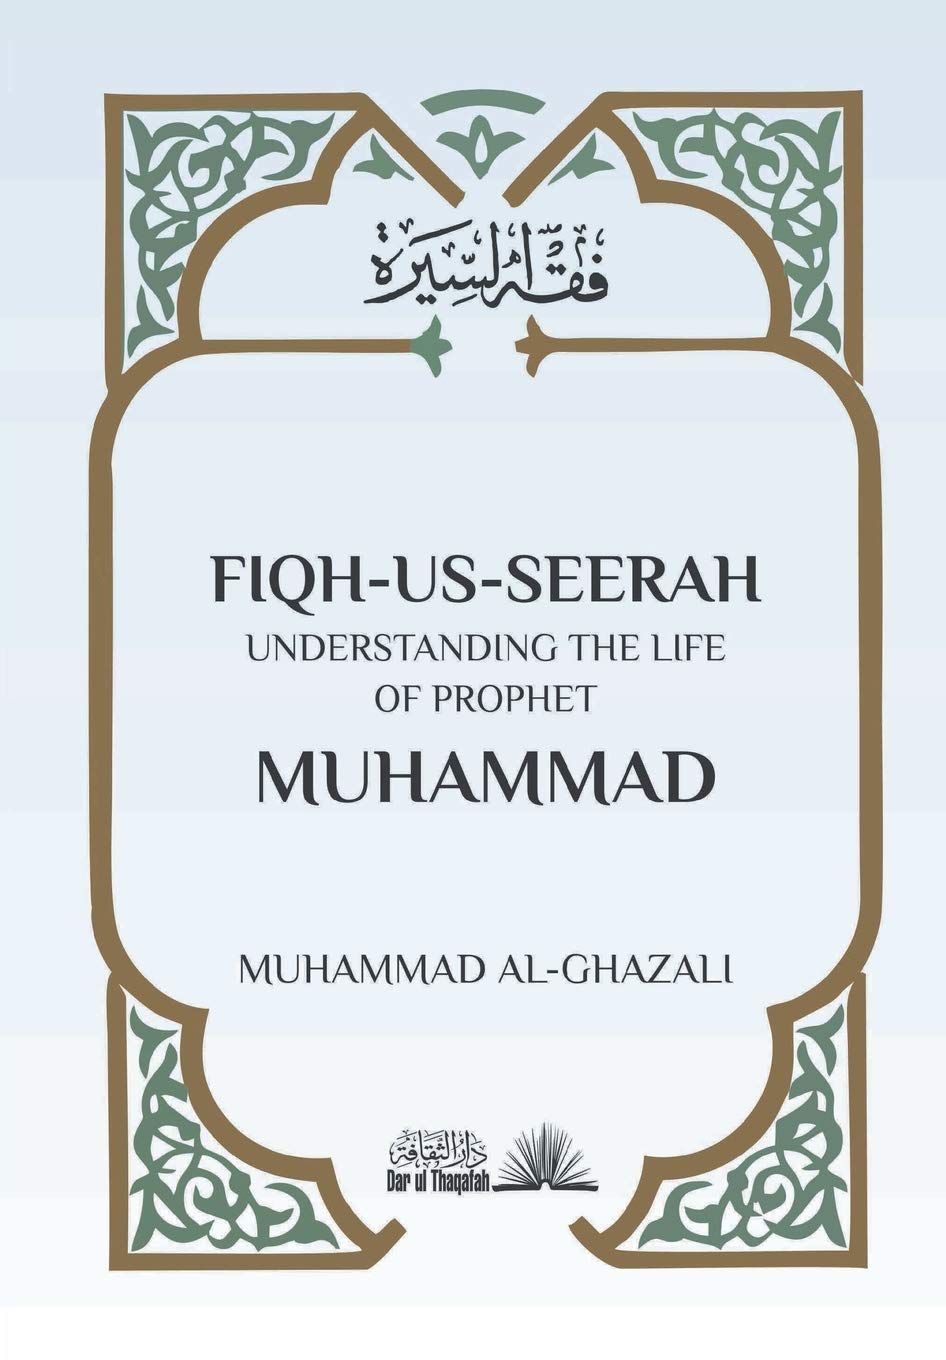 فقه السيرة
FIQH-US-SEERAH
UNDERSTANDING THE LIFE
OF PROPHET
MUHAMMAD
MUHAMMAD AL-GHAZALI
دار الثقافة
Dar ul Thaqafah